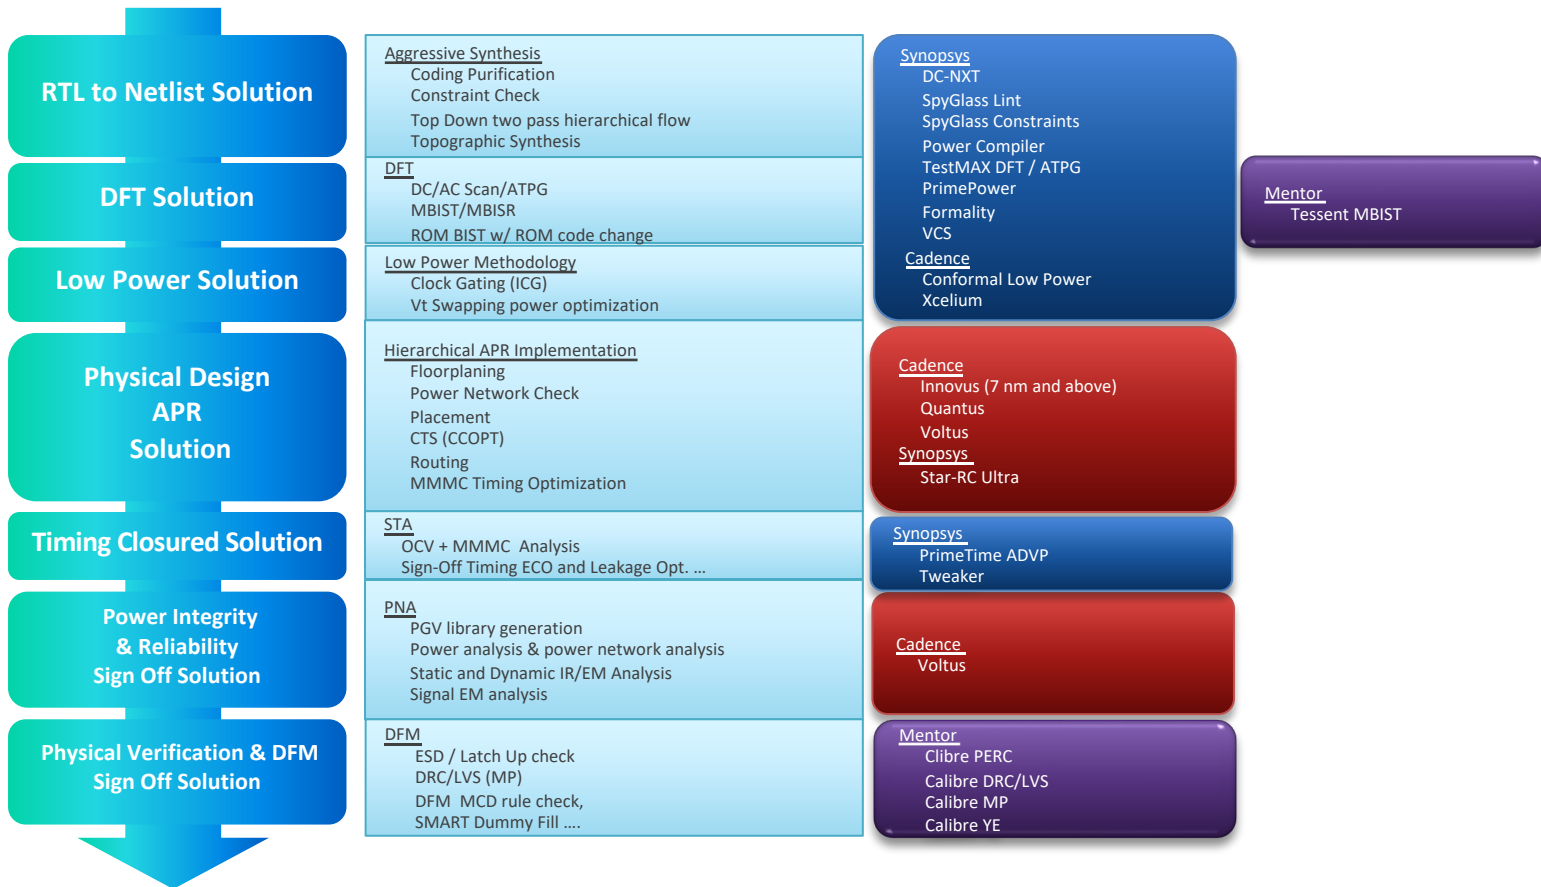 RTL to Netlist Solution
DFT Solution
Low Power Solution
Physical Design
APR
Solution
Timing Closured Solution
Power Integrity
& Reliability
Sign Off Solution
Physical Verification & DFM
Sign Off Solution
Aggressive Synthesis
Coding Purification
Constraint Check
Top Down two pass hierarchical flow
Topographic Synthesis
DFT
DC/AC Scan/ATPG
MBIST/MBISR
ROM BIST w/ ROM code change
Low Power Methodology
Clock Gating (ICG)
Vt Swapping power optimization
Hierarchical APR Implementation
Floorplaning
Power Network Check
Placement
CTS (CCOPT)
Routing
MMMC Timing Optimization
STA
OCV + MMMC Analysis
Sign-Off Timing ECO and Leakage Opt. ...
PNA
PGV library generation
Power analysis & power network analysis
Static and Dynamic IR/EM Analysis
Signal EM analysis
DFM
ESD / Latch Up check
DRC/LVS (MP)
DFM MCD rule check,
SMART Dummy Fill ....
Synopsys
DC-NXT
SpyGlass Lint
SpyGlass Constraints
Power Compiler
TestMAX DFT / ATPG
PrimePower
Formality
VCS
Cadence
Conformal Low Power
Xcelium
Cadence
Innovus (7 nm and above)
Quantus
Voltus
Synopsys
Star-RC Ultra
Synopsys
PrimeTime ADVP
Tweaker
Cadence
Voltus
Mentor
Clibre PERC
Calibre DRC/LVS
Calibre MP
Calibre YE
Mentor
Tessent MBIST